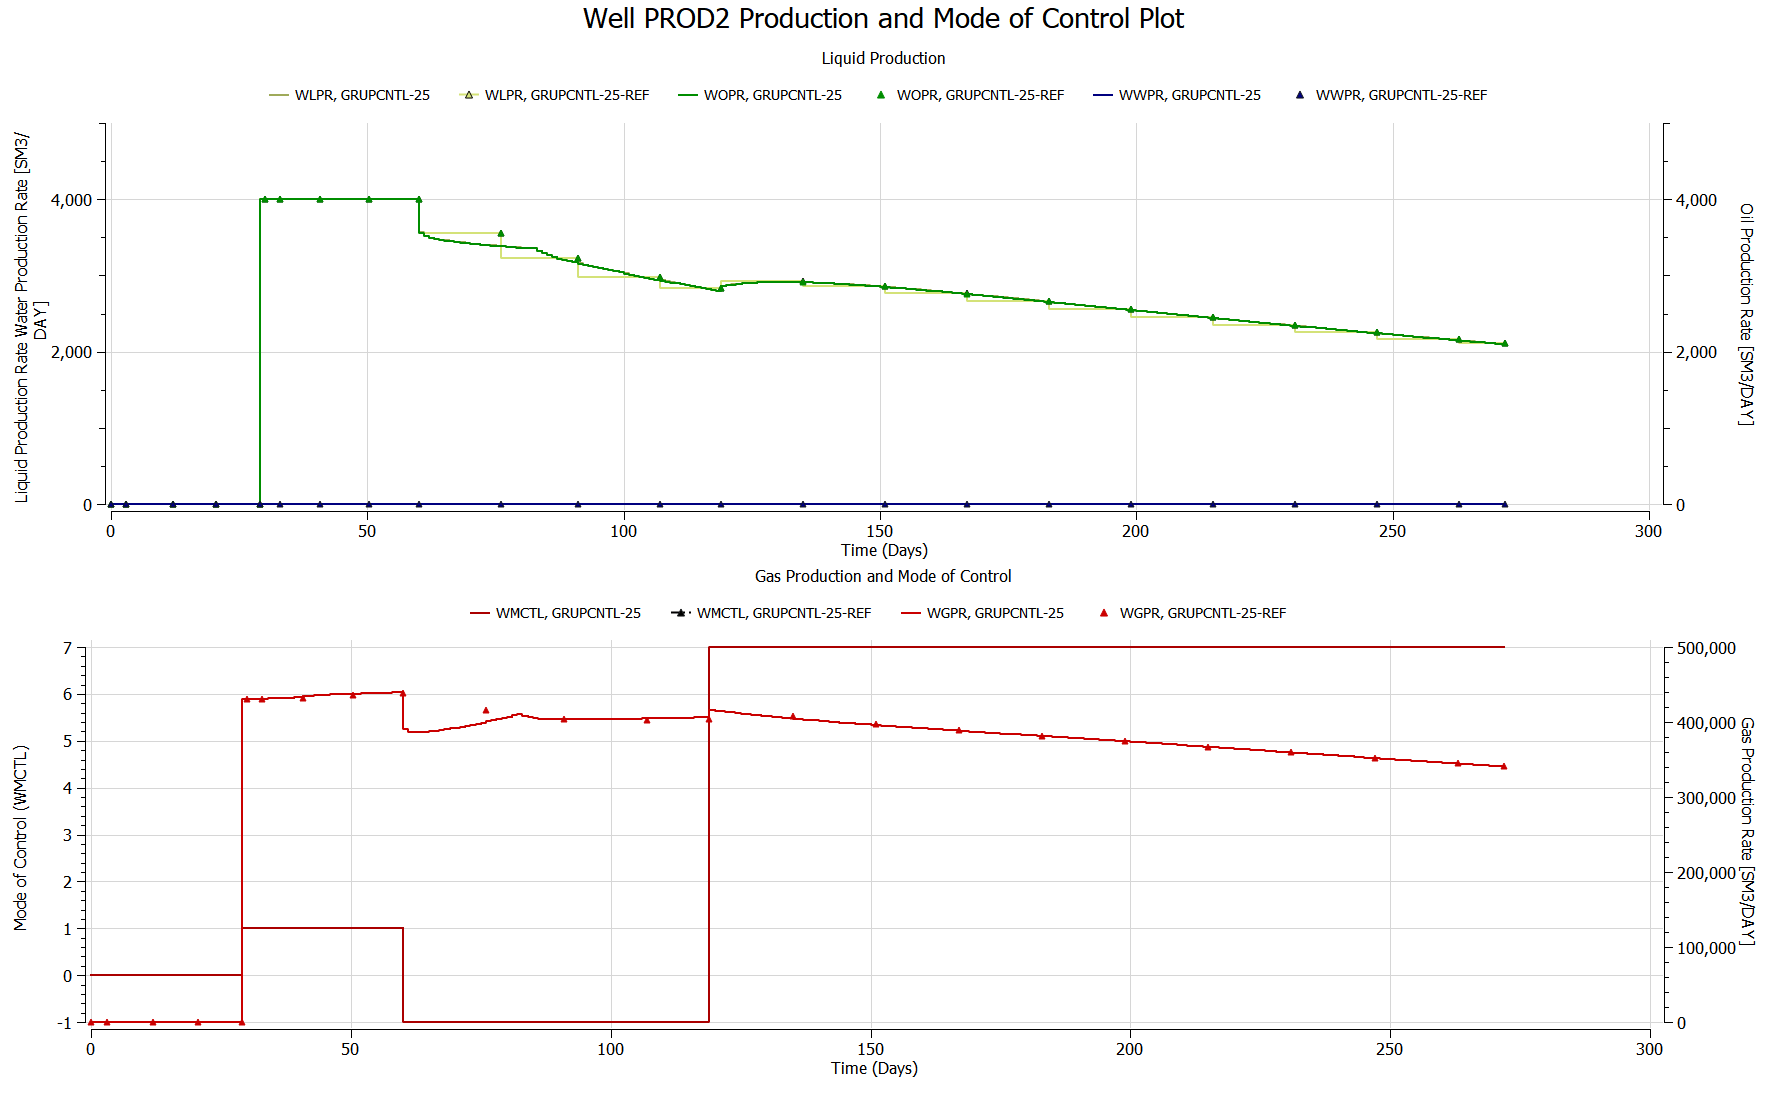 Well PROD2 Production and Mode of Control Plot
Liquid Production
WLPR, GRUPCNTL-25
WLPR, GRUPCNTL-25-REF
WOPR, GRUPCNTL-25
WOPR, GRUPCNTL-25-REF
WWPR, GRUPCNTL-25
WWPR, GRUPCNTL-25-REF
Liquid Production Rate Water Production Rate [SM3/
DAY]
4,000
2,000
0
4,000
2,000
0
Oil Production Rate [SM3/DAY]
0
50
100
150
200
250
300
Time (Days)
Gas Production and Mode of Control
WMCTL, GRUPCNTL-25
WMCTL, GRUPCNTL-25-REF
WGPR, GRUPCNTL-25
WGPR, GRUPCNTL-25-REF
Mode of Control (WMCTL)
7
6
5
4
3
2
1
0
-1
500,000
400,000
300,000
200,000
100,000
0
Gas Production Rate [SM3/DAY]
0
50
100
150
200
250
300
Time (Days)